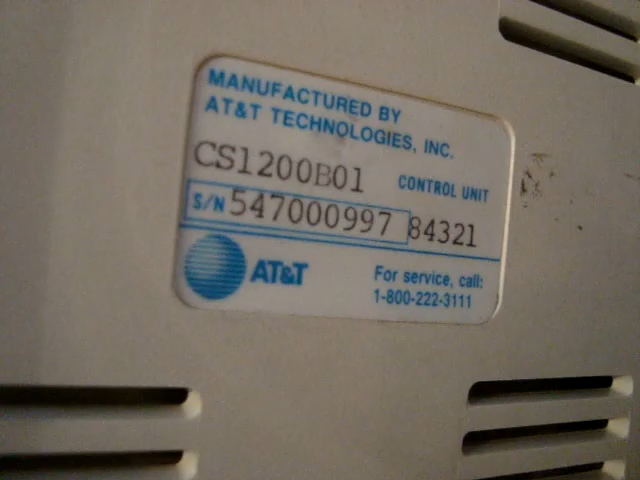 MANUFACTURED BY
AT&T TECHNOLOGIES, INC.
CS1200B01 CONTROL UNIT
S/N 547000997 84321
AT&T
For service, call:
1-800-222-3111